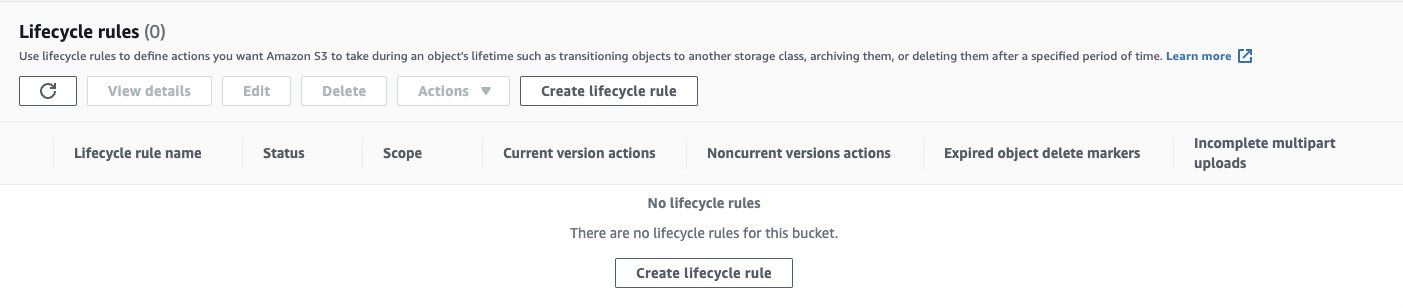 Lifecycle rules (0)
Use lifecycle rules to define actions you want Amazon S3 to take during an object's lifetime such as transitioning objects to another storage class, archiving them, or deleting them after a specified period of time. Learn more
View details Edit Delete Actions Create lifecycle rule
Lifecycle rule name Status Scope Current version actions Noncurrent versions actions Expired object delete markers Incomplete multipart
uploads
No lifecycle rules
There are no lifecycle rules for this bucket.
Create lifecycle rule